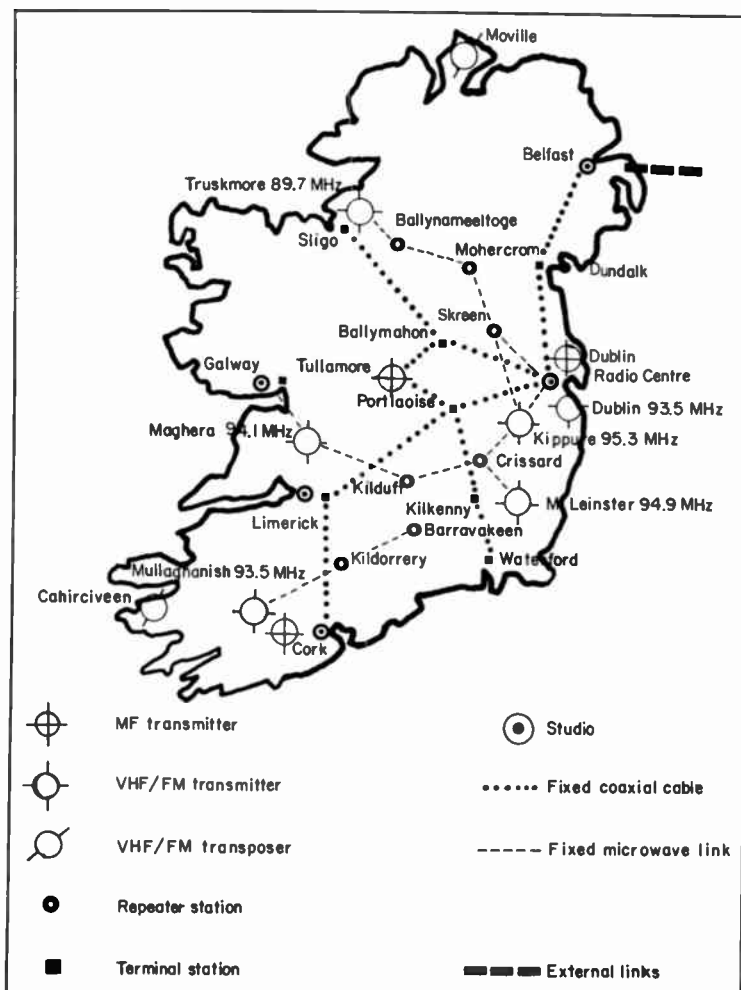 Moville
Belfast
Truskmore 89.7 MHz
Ballynameeltoge
Sligo
Mohercrom
Dundalk
Skreen
Ballymahon
Dublin
Radio Centre
Galway
Tullamore
Portlaoise
Dublin 93.5 MHz
Maghera 94.1 MHz
Kippure 95.3 MHz
Crissard
Kilduff
Kilkenny
Mt Leinster 94.9 MHz
Limerick
Barravakeen
Kildorrery
Waterford
Mullaghanish 93.5 MHz
Cahirciveen
Cork
MF transmitter
Studio
VHF/FM transmitter
Fixed coaxial cable
VHF/FM transposer
Fixed microwave link
Repeater station
Terminal station
External links